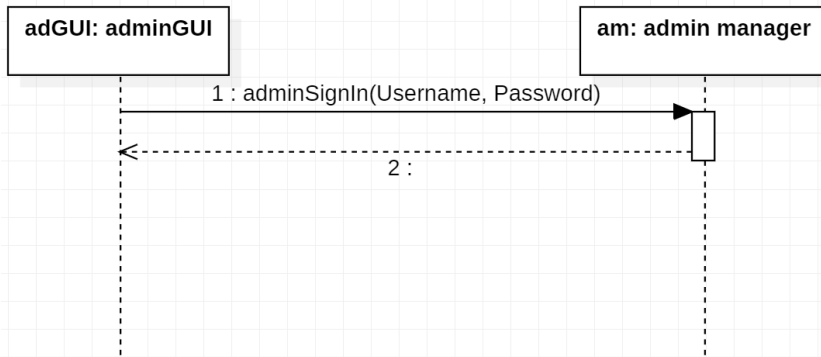 adGUI: adminGUI
am: admin manager
1 : adminSignIn(Username, Password)
2 :